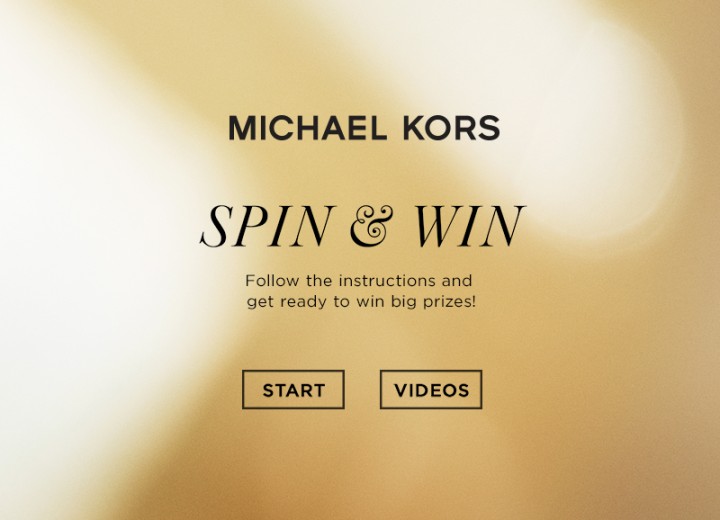 MICHAEL KORS
SPIN & WIN
Follow the instructions and
get ready to win big prizes!
START
VIDEOS